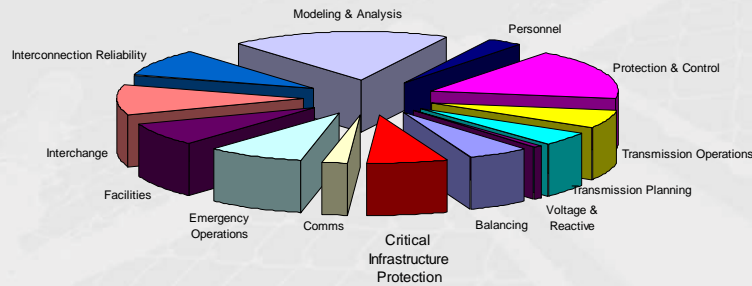 Modeling & Analysis
Personnel
Interconnection Reliability
Protection & Control
Interchange
Transmission Operations
Facilities
Transmission Planning
Emergency
Operations
Comms
Critical
Infrastructure
Protection
Balancing
Voltage &
Reactive